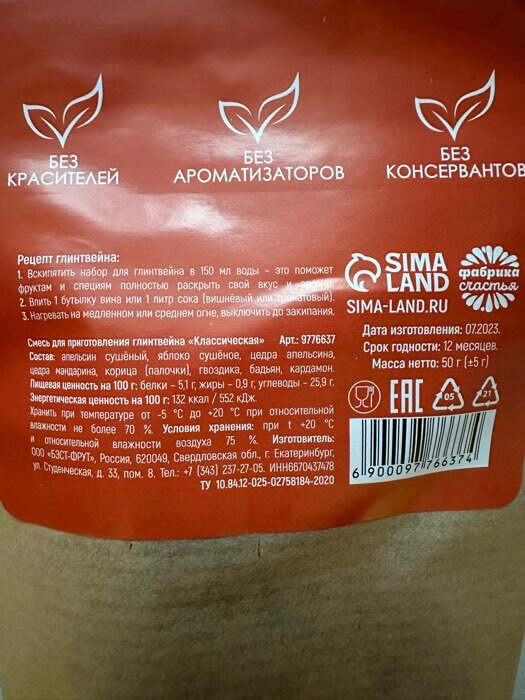 БЕЗ
КРАСИТЕЛЕЙ
БЕЗ
АРОМАТИЗАТОРОВ
БЕЗ
КОНСЕРВАНТОВ
Рецепт глинтвейна:
1. Вскипятить набор для глинтвейна в 150 мл воды – это поможет
фруктам и специям полностью раскрыть свой вкус и аромат.
2. Влить 1 бутылку вина или 1 литр сока (вишнёвый или гранатовый).
3. Нагревать на медленном или среднем огне, выключить до закипания.
SIMA
LAND
SIMA-LAND.RU
фабрика
счастья
Дата изготовления: 07.2023.
Срок годности: 12 месяцев.
Масса нетто: 50 г (±5 г)
Смесь для приготовления глинтвейна «Классическая» Арт.: 9776637
Состав: апельсин сушёный, яблоко сушёное, цедра апельсина,
цедра мандарина, корица (палочки), гвоздика, бадьян, кардамон.
Пищевая ценность на 100 г: белки – 5,1 г, жиры – 0,9 г, углеводы – 25,9 г.
Энергетическая ценность на 100 г: 132 ккал / 552 кДж.
Хранить при температуре от -5 °С до +20 °С при относительной
влажности не более 70 %. Условия хранения: при t +20 °С
и относительной влажности воздуха 75 %. Изготовитель:
ООО «БЭСТ-ФРУТ», Россия, 620049, Свердловская обл., г. Екатеринбург,
ул. Студенческая, д. 33, пом. 8. Тел.: +7 (343) 237-27-05. ИНН6670437478
ТУ 10.84.12-025-02758184-2020
EAC
05
21
6 900097 766374